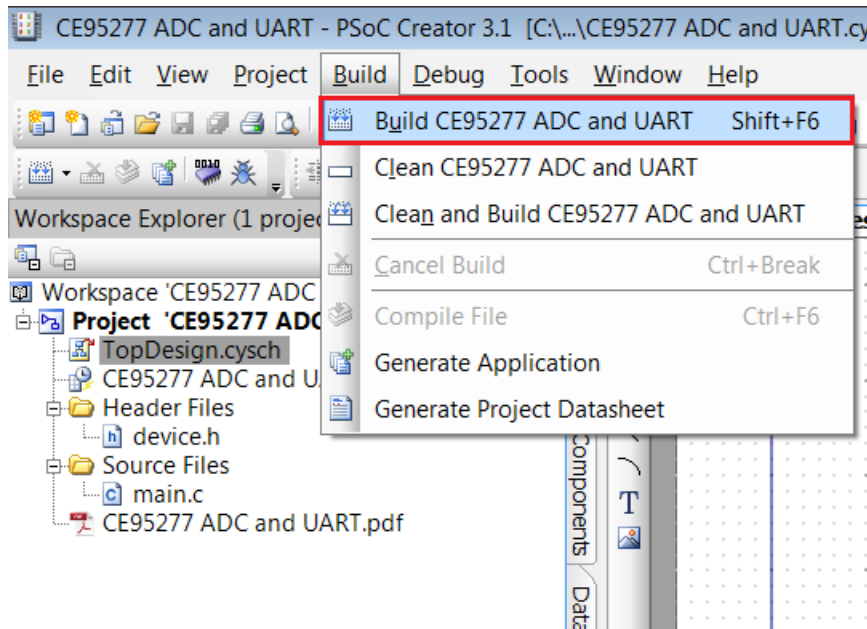 CE95277 ADC and UART - PSoC Creator 3.1 [C:\...\CE95277 ADC and UART.cy
File Edit View Project Build Debug Tools Window Help
Build CE95277 ADC and UART Shift+F6
Clean CE95277 ADC and UART
Clean and Build CE95277 ADC and UART
Cancel Build Ctrl+Break
Compile File Ctrl+F6
Generate Application
Generate Project Datasheet
Workspace Explorer (1 projec
Workspace 'CE95277 ADC
Project 'CE95277 ADC
TopDesign.cysch
CE95277 ADC and U
Header Files
device.h
Source Files
main.c
CE95277 ADC and UART.pdf
Components
Data
T